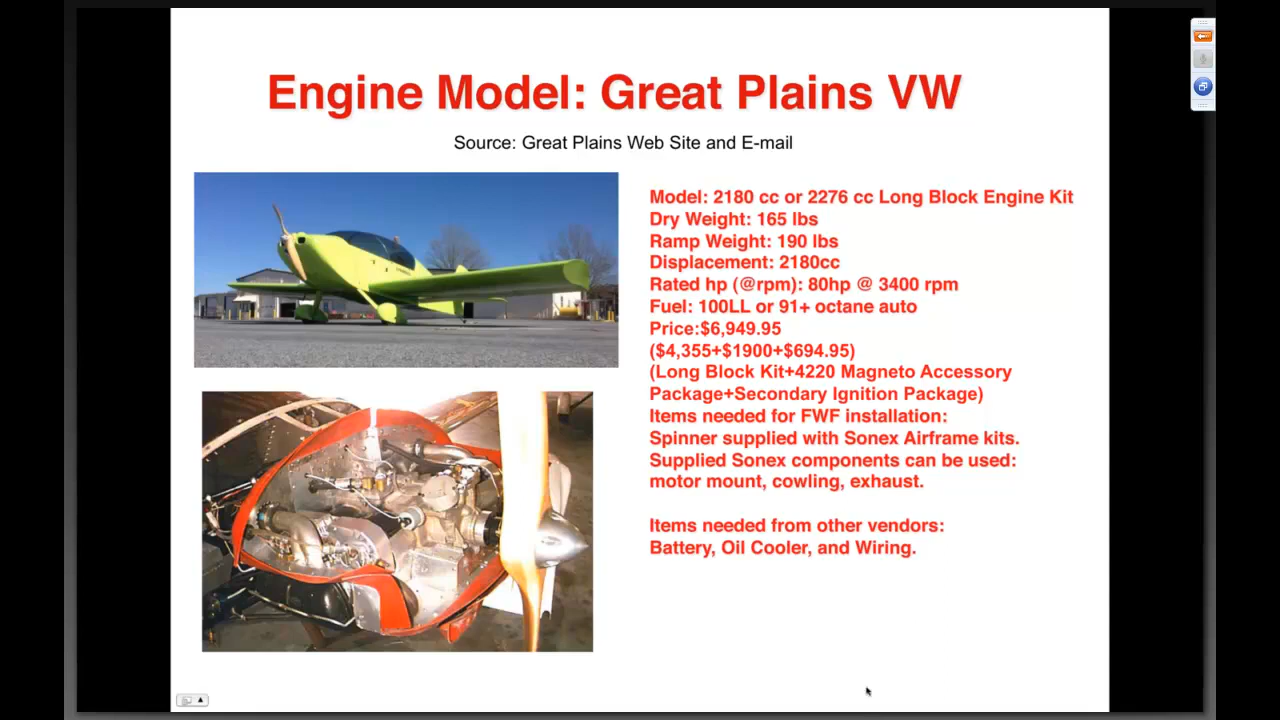 Engine Model: Great Plains VW
Source: Great Plains Web Site and E-mail
Model: 2180 cc or 2276 cc Long Block Engine Kit
Dry Weight: 165 lbs
Ramp Weight: 190 lbs
Displacement: 2180cc
Rated hp (@rpm): 80hp @ 3400 rpm
Fuel: 100LL or 91+ octane auto
Price:$6,949.95
($4,355+$1900+$694.95)
(Long Block Kit+4220 Magneto Accessory
Package+Secondary Ignition Package)
Items needed for FWF installation:
Spinner supplied with Sonex Airframe kits.
Supplied Sonex components can be used:
motor mount, cowling, exhaust.
Items needed from other vendors:
Battery, Oil Cooler, and Wiring.